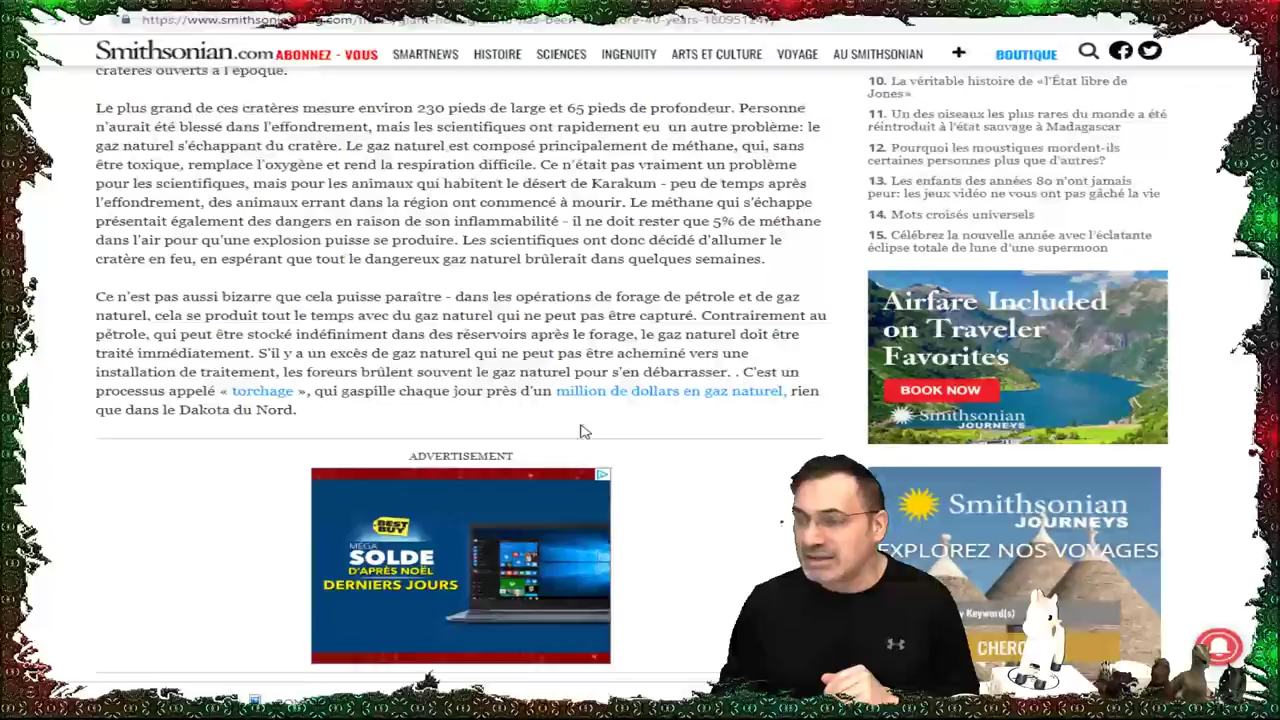 https://www.smithsoni
Smithsonian.com ABONNEZ - VOUS SMARTNEWS HISTOIRE SCIENCES INGENUITY ARTS ET CULTURE VOYAGE AU SMITHSONIAN + BOUTIQUE
cratères ouverts à l'époque.
Le plus grand de ces cratères mesure environ 230 pieds de large et 65 pieds de profondeur. Personne
n'aurait été blessé dans l'effondrement, mais les scientifiques ont rapidement eu un autre problème: le
gaz naturel s'échappant du cratère. Le gaz naturel est composé principalement de méthane, qui, sans
être toxique, remplace l'oxygène et rend la respiration difficile. Ce n'était pas vraiment un problème
pour les scientifiques, mais pour les animaux qui habitent le désert de Karakum - peu de temps après
l'effondrement, des animaux errant dans la région ont commencé à mourir. Le méthane qui s'échappe
présentait également des dangers en raison de son inflammabilité - il ne doit rester que 5% de méthane
dans l'air pour qu'une explosion puisse se produire. Les scientifiques ont donc décidé d'allumer le
cratère en feu, en espérant que tout le dangereux gaz naturel brûlerait dans quelques semaines.
Ce n'est pas aussi bizarre que cela puisse paraître - dans les opérations de forage de pétrole et de gaz
naturel, cela se produit tout le temps avec du gaz naturel qui ne peut pas être capturé. Contrairement au
pétrole, qui peut être stocké indéfiniment dans des réservoirs après le forage, le gaz naturel doit être
traité immédiatement. S'il y a un excès de gaz naturel qui ne peut pas être acheminé vers une
installation de traitement, les foreurs brûlent souvent le gaz naturel pour s'en débarrasser. . C'est un
processus appelé « torchage », qui gaspille chaque jour près d'un million de dollars en gaz naturel, rien
que dans le Dakota du Nord.
ADVERTISEMENT
BEST BUY
MÉGA
SOLDE
D'APRÈS NOËL
DERNIERS JOURS
10. La véritable histoire de «l'État libre de
Jones»
11. Un des oiseaux les plus rares du monde a été
réintroduit à l'état sauvage à Madagascar
12. Pourquoi les moustiques mordent-ils
certaines personnes plus que d'autres?
13. Les enfants des années 80 n'ont jamais
peur: les jeux vidéo ne vous ont pas gâché la vie
14. Mots croisés universels
15. Célébrez la nouvelle année avec l'éclatante
éclipse totale de lune d'une supermoon
Airfare Included
on Traveler
Favorites
BOOK NOW
Smithsonian
JOURNEYS
Smithsonian
JOURNEYS
EXPLOREZ NOS VOYAGES
Keyword(s)
CHERC